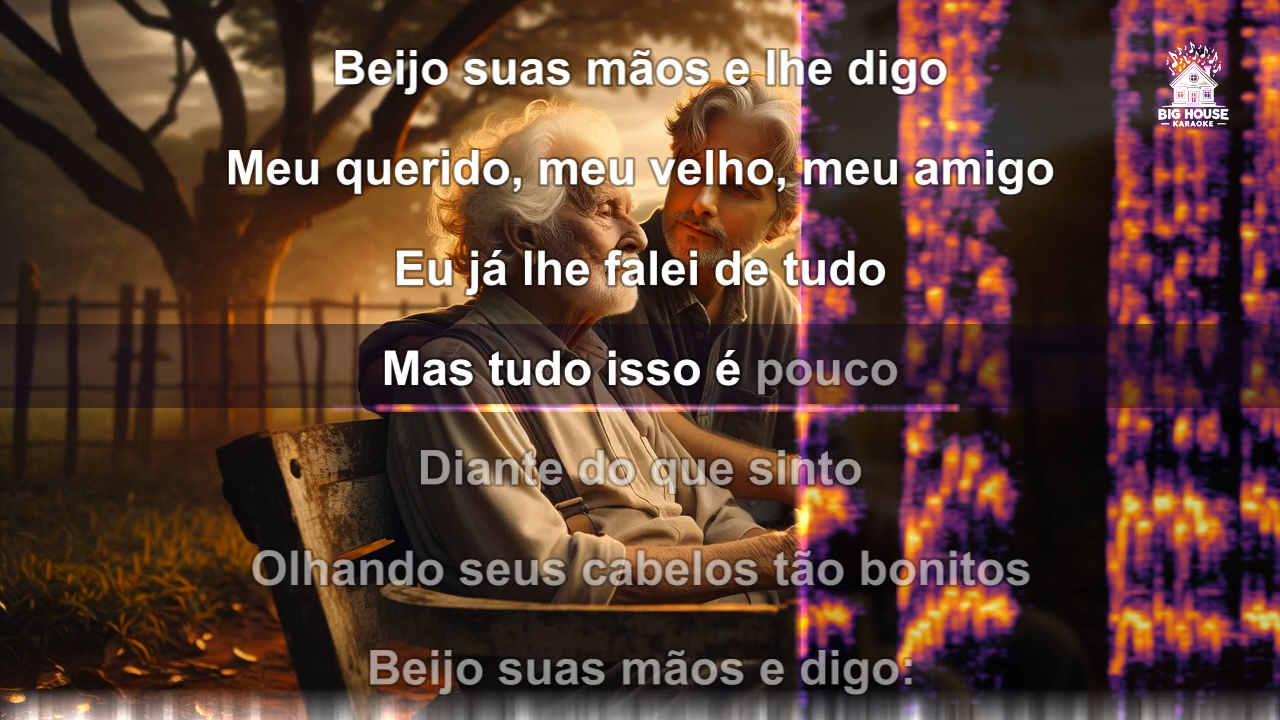 Beijo suas mãos e lhe digo
BIG HOUSE
KARAOKE
Meu querido, meu velho, meu amigo
Eu já lhe falei de tudo
Mas tudo isso é pouco
Diante do que sinto
Olhando seus cabelos tão bonitos
Beijo suas mãos e digo: